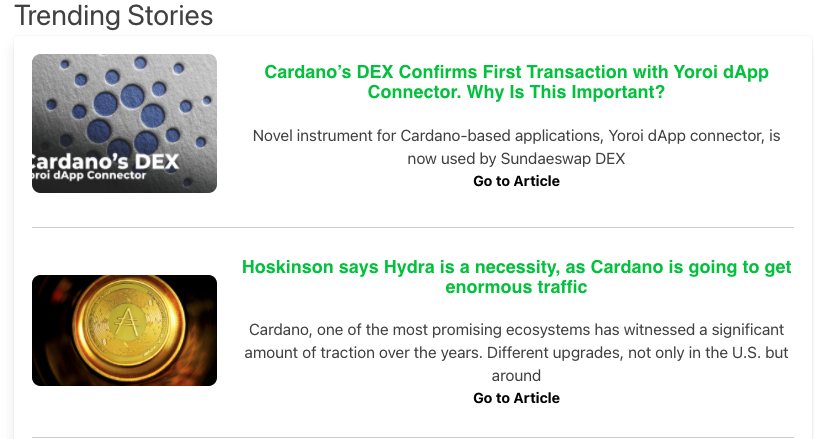 Trending Stories
Cardano’s DEX Confirms First Transaction with Yoroi dApp
Connector. Why Is This Important?
Novel instrument for Cardano-based applications, Yoroi dApp connector, is
now used by Sundaeswap DEX
Go to Article
Cardano’s DEX
oroi dApp Connector
Hoskinson says Hydra is a necessity, as Cardano is going to get
enormous traffic
Cardano, one of the most promising ecosystems has witnessed a significant
amount of traction over the years. Different upgrades, not only in the U.S. but
around
Go to Article